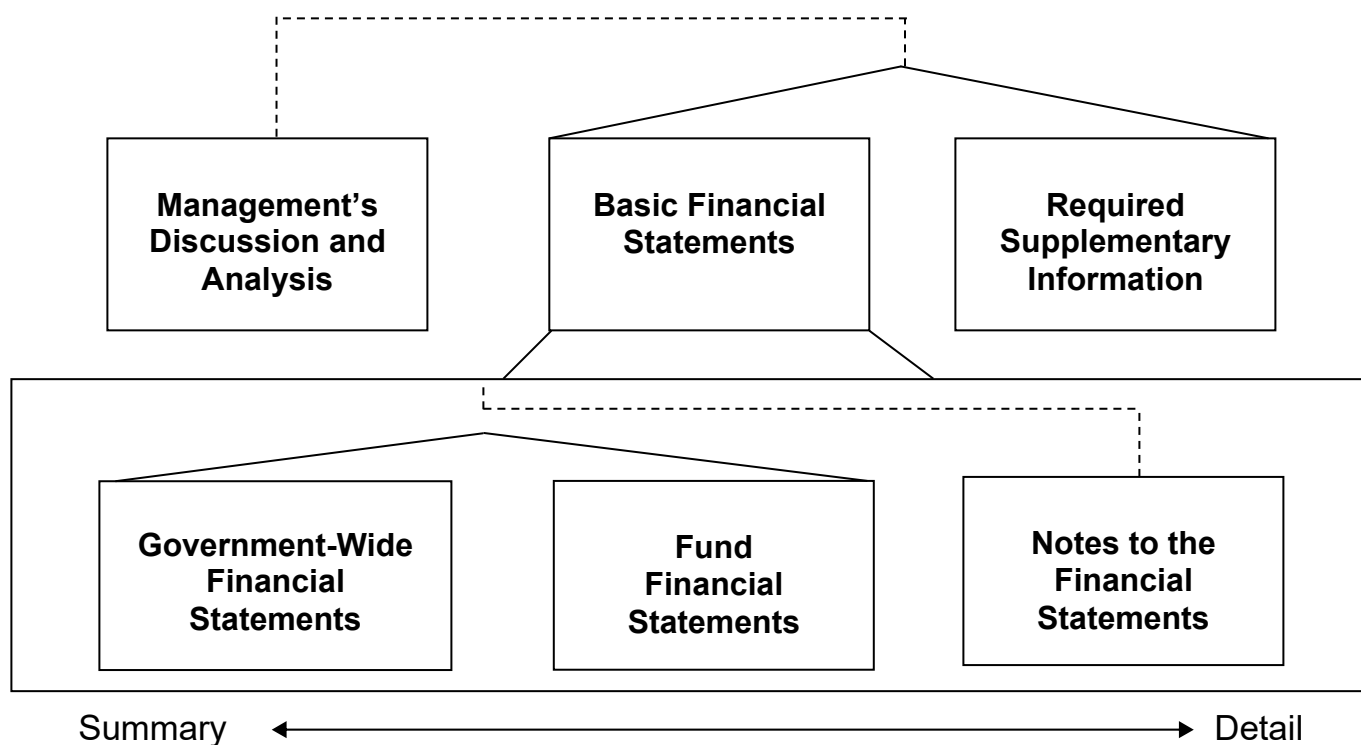 Management’s
Discussion and
Analysis
Basic Financial
Statements
Required
Supplementary
Information
Government-Wide
Financial
Statements
Fund
Financial
Statements
Notes to the
Financial
Statements
Summary
Detail